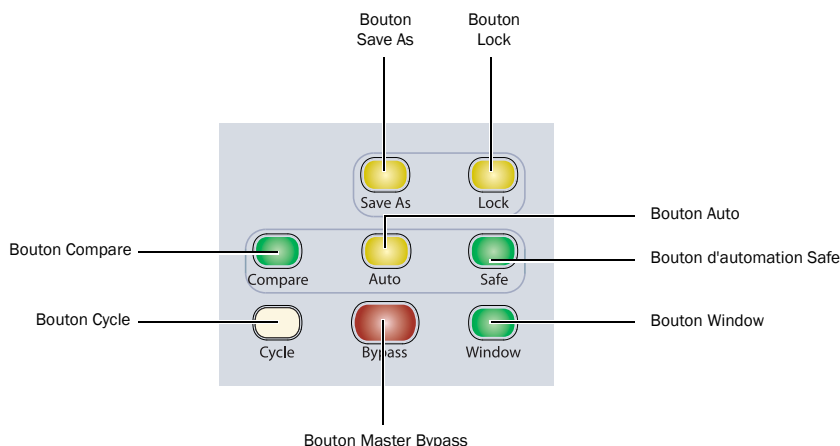 Bouton
Save As
Bouton
Lock
Save As
Lock
Bouton Auto
Bouton Compare
Bouton d'automation Safe
Compare
Auto
Safe
Bouton Cycle
Bouton Window
Cycle
Bypass
Window
Bouton Master Bypass